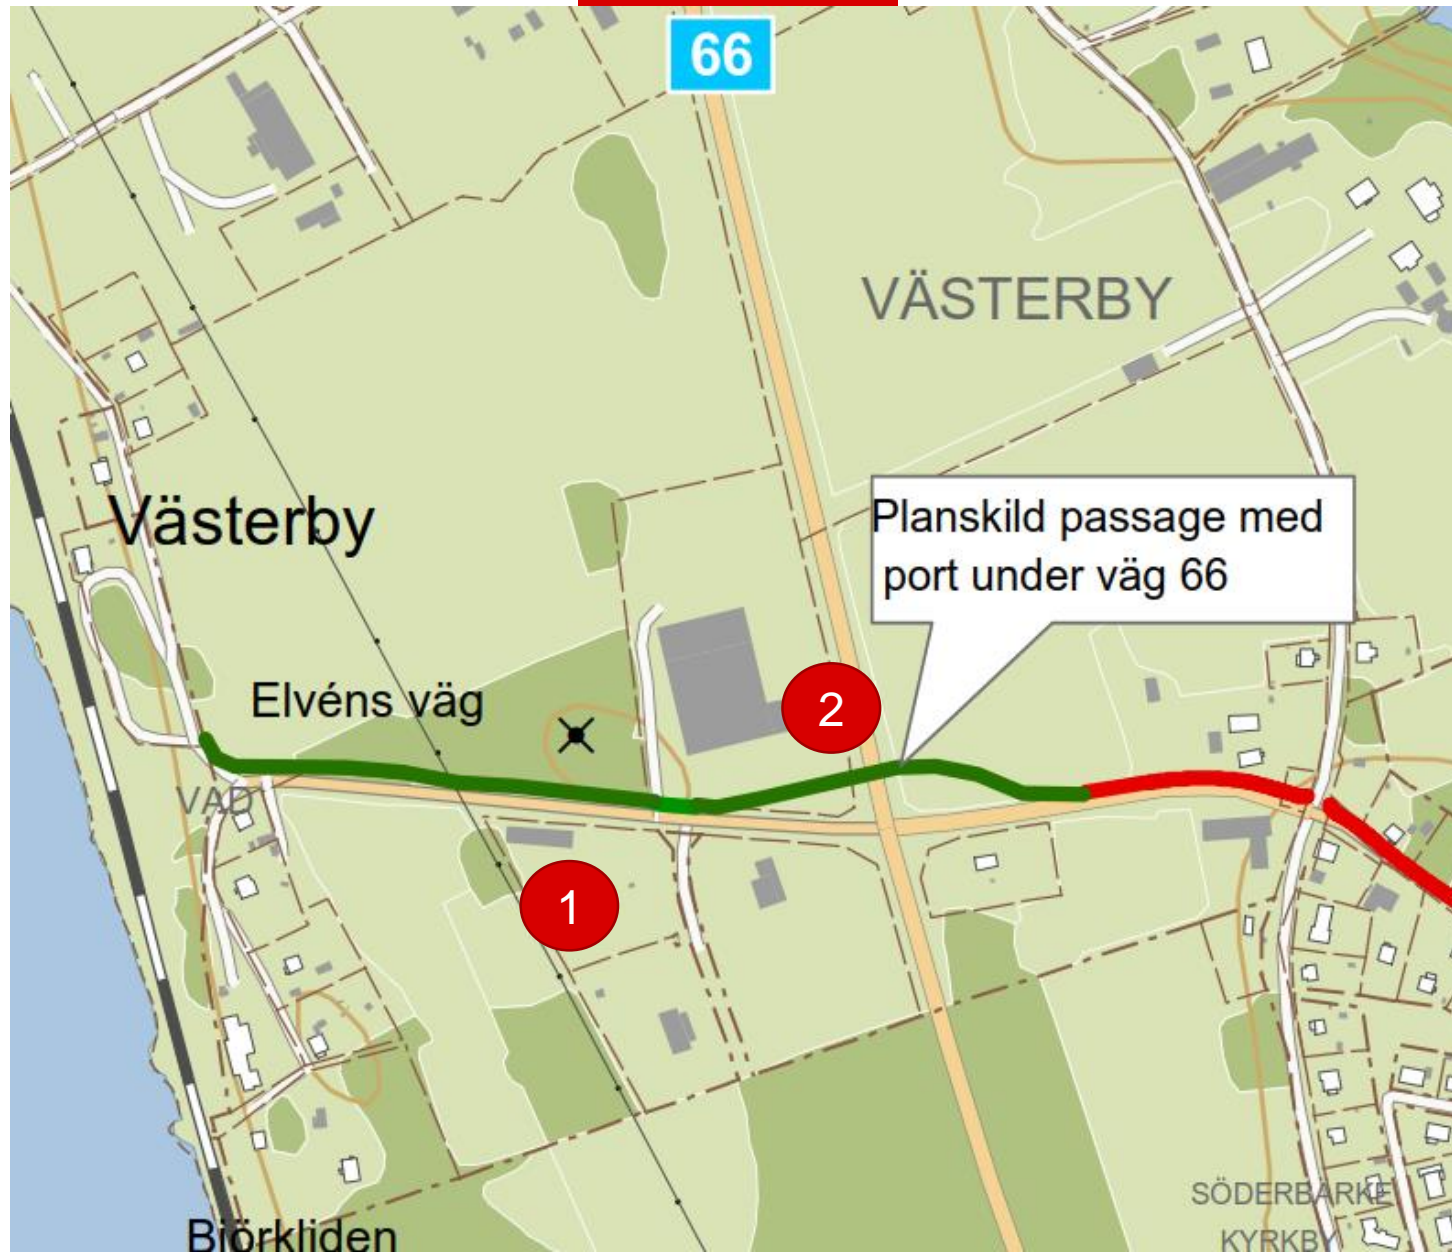 66
VÄSTERBY
Planskild passage med
port under väg 66
Västerby
Elvéns väg
2
VAD
1
SÖDERBÄRKE
KYRKBY
Björkliden